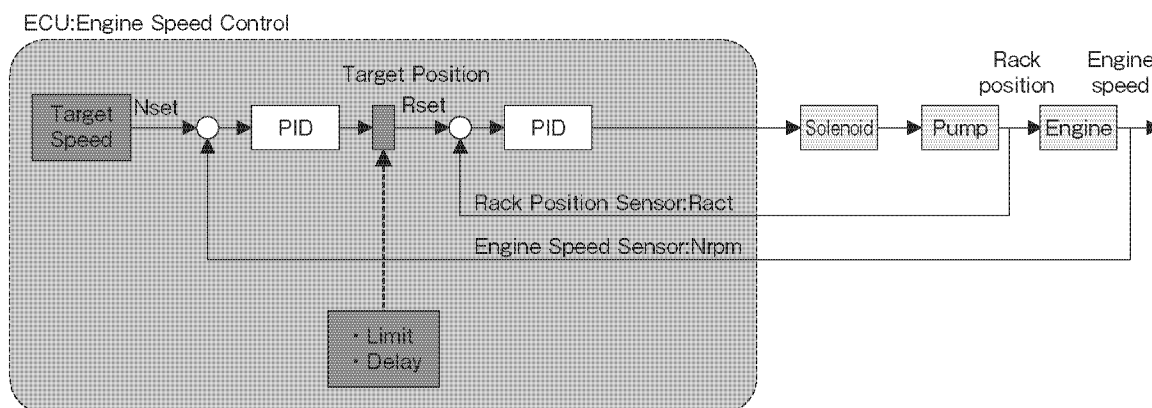 ECU:Engine Speed Control
Target Position
Rack
position
Engine
speed
Target
Speed
Nset
PID
Rset
PID
Solenoid
Pump
Engine
Rack Position Sensor:Ract
Engine Speed Sensor:Nrpm
・Limit
・Delay